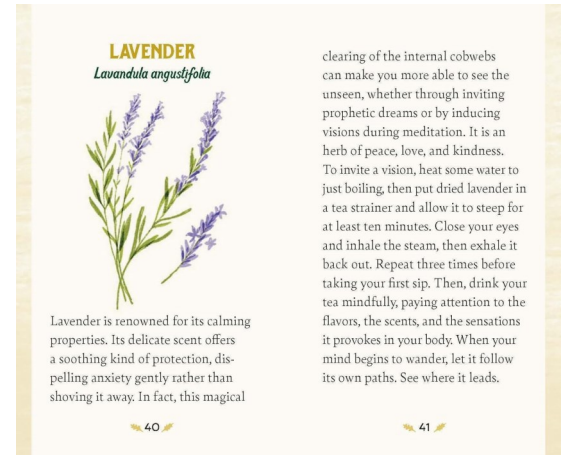 LAVENDER
Lavandula angustifolia
Lavender is renowned for its calming
properties. Its delicate scent offers
a soothing kind of protection, dis-
pelling anxiety gently rather than
shoving it away. In fact, this magical
40
clearing of the internal cobwebs
can make you more able to see the
unseen, whether through inviting
prophetic dreams or by inducing
visions during meditation. It is an
herb of peace, love, and kindness.
To invite a vision, heat some water to
just boiling, then put dried lavender in
a tea strainer and allow it to steep for
at least ten minutes. Close your eyes
and inhale the steam, then exhale it
back out. Repeat three times before
taking your first sip. Then, drink your
tea mindfully, paying attention to the
flavors, the scents, and the sensations
it provokes in your body. When your
mind begins to wander, let it follow
its own paths. See where it leads.
41